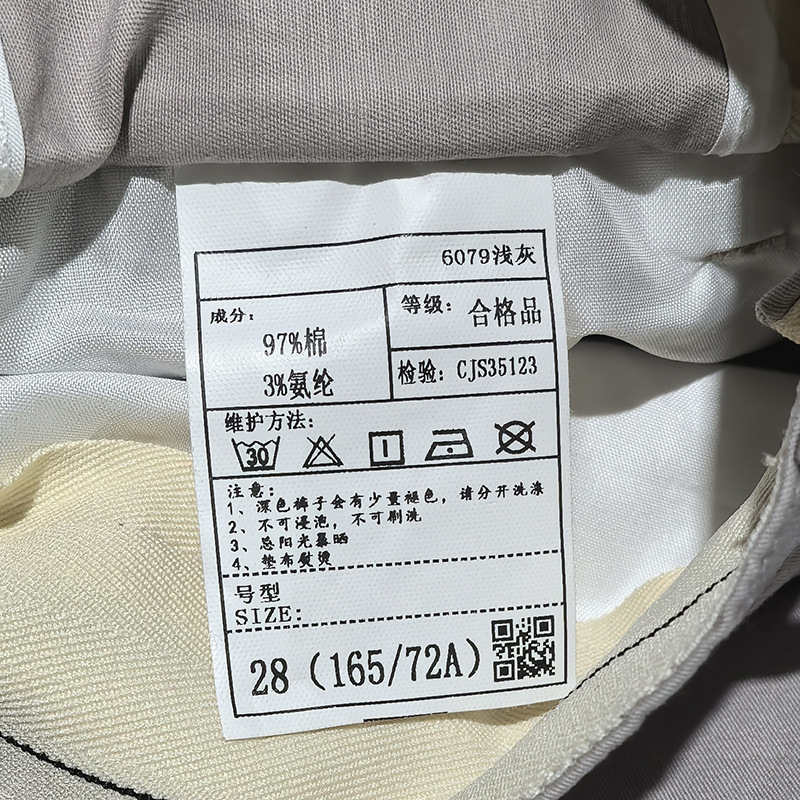 6079浅灰
成分：
97%棉
3%氨纶
等级：
合格品
检验：CJS35123
维护方法：
30
注意：
1、深色裤子会有少量褪色，请分开洗涤
2、不可浸泡，不可刷洗
3、忌阳光暴晒
4、垫布熨烫
号型
SIZE：
28（165/72A）